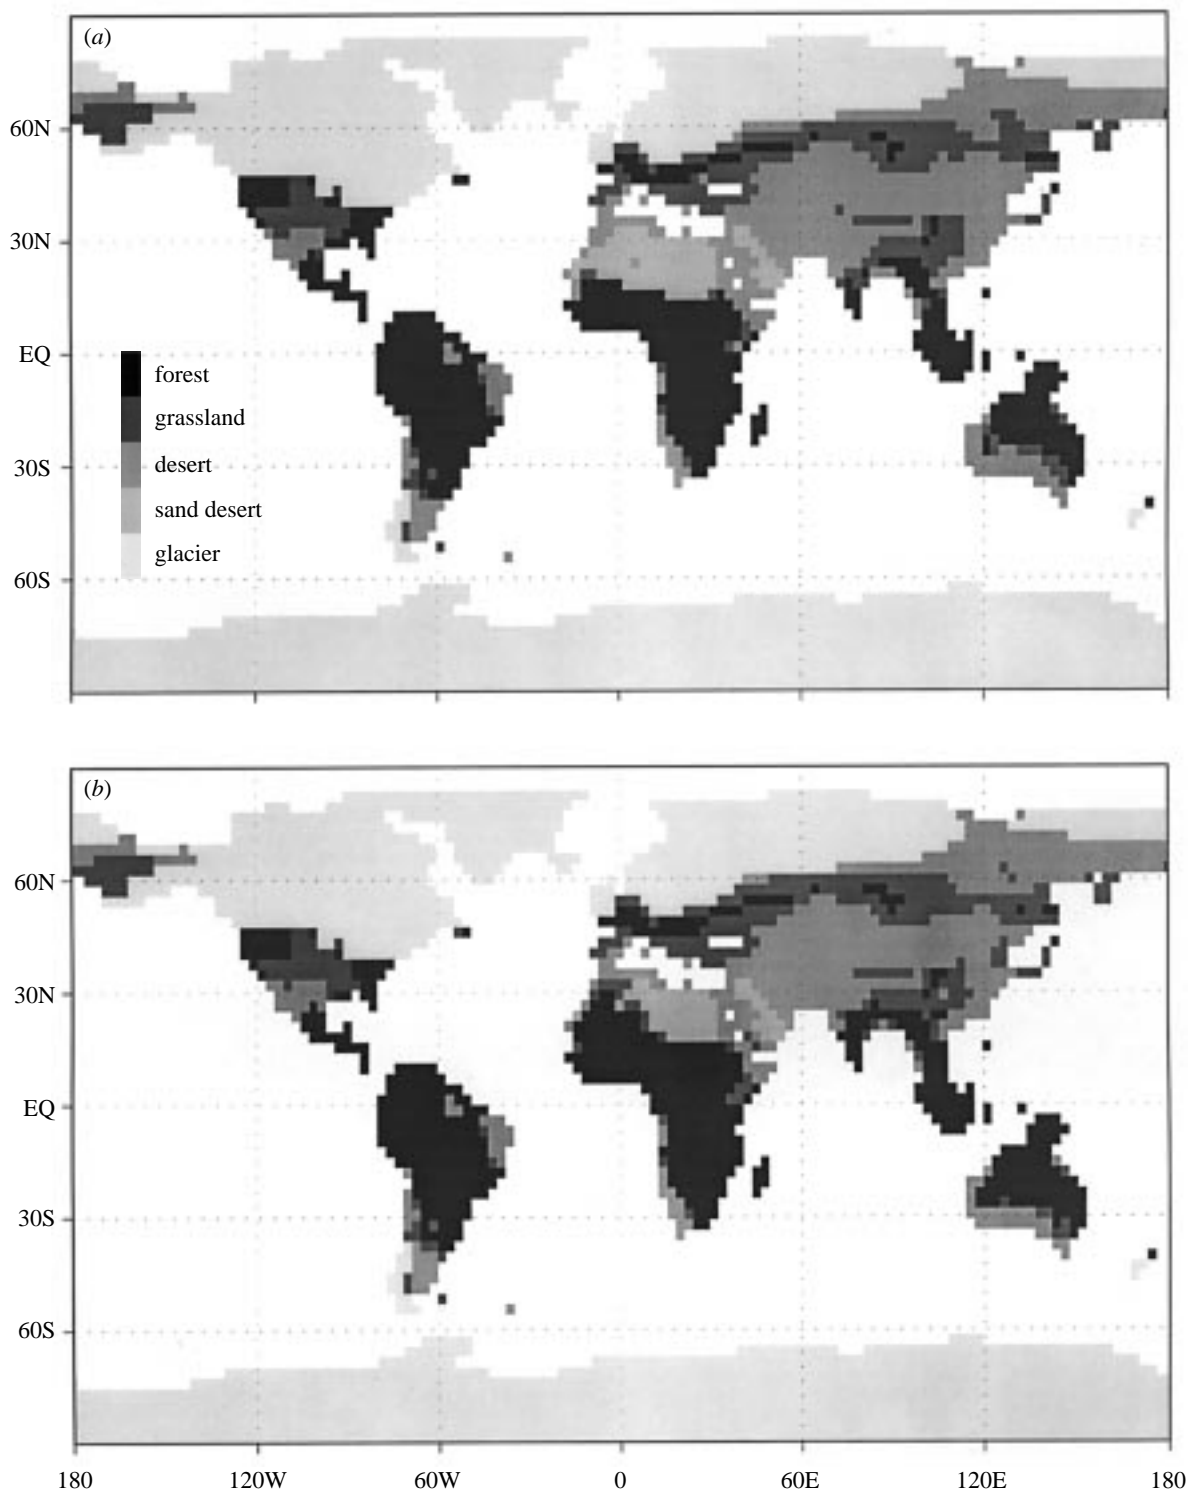 (a)
60N
30N
EQ
forest
grassland
desert
30S
sand desert
glacier
60S
(b)
60N
30N
EQ
30S
60S
180 120W 60W 0 60E 120E 180